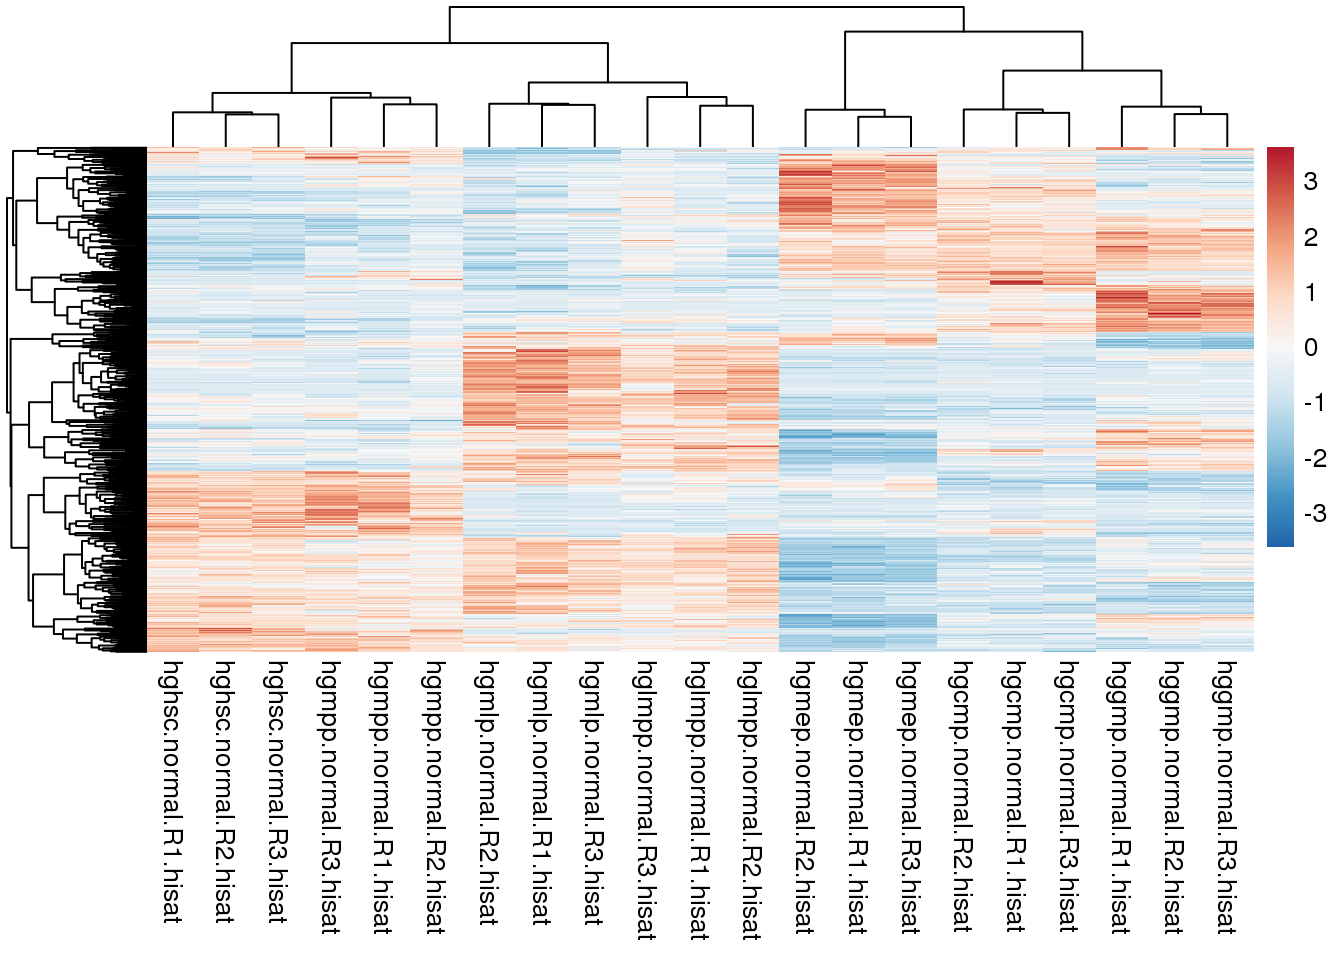 3
2
1
0
-1
-2
-3
hghsc.normal.R1.hisat
hghsc.normal.R2.hisat
hghsc.normal.R3.hisat
hgmpp.normal.R3.hisat
hgmpp.normal.R1.hisat
hgmpp.normal.R2.hisat
hgmlp.normal.R2.hisat
hgmlp.normal.R1.hisat
hgmlp.normal.R3.hisat
hglmpp.normal.R3.hisat
hglmpp.normal.R1.hisat
hglmpp.normal.R2.hisat
hgmep.normal.R2.hisat
hgmep.normal.R1.hisat
hgmep.normal.R3.hisat
hgcmp.normal.R2.hisat
hgcmp.normal.R1.hisat
hgcmp.normal.R3.hisat
hggmp.normal.R1.hisat
hggmp.normal.R2.hisat
hggmp.normal.R3.hisat